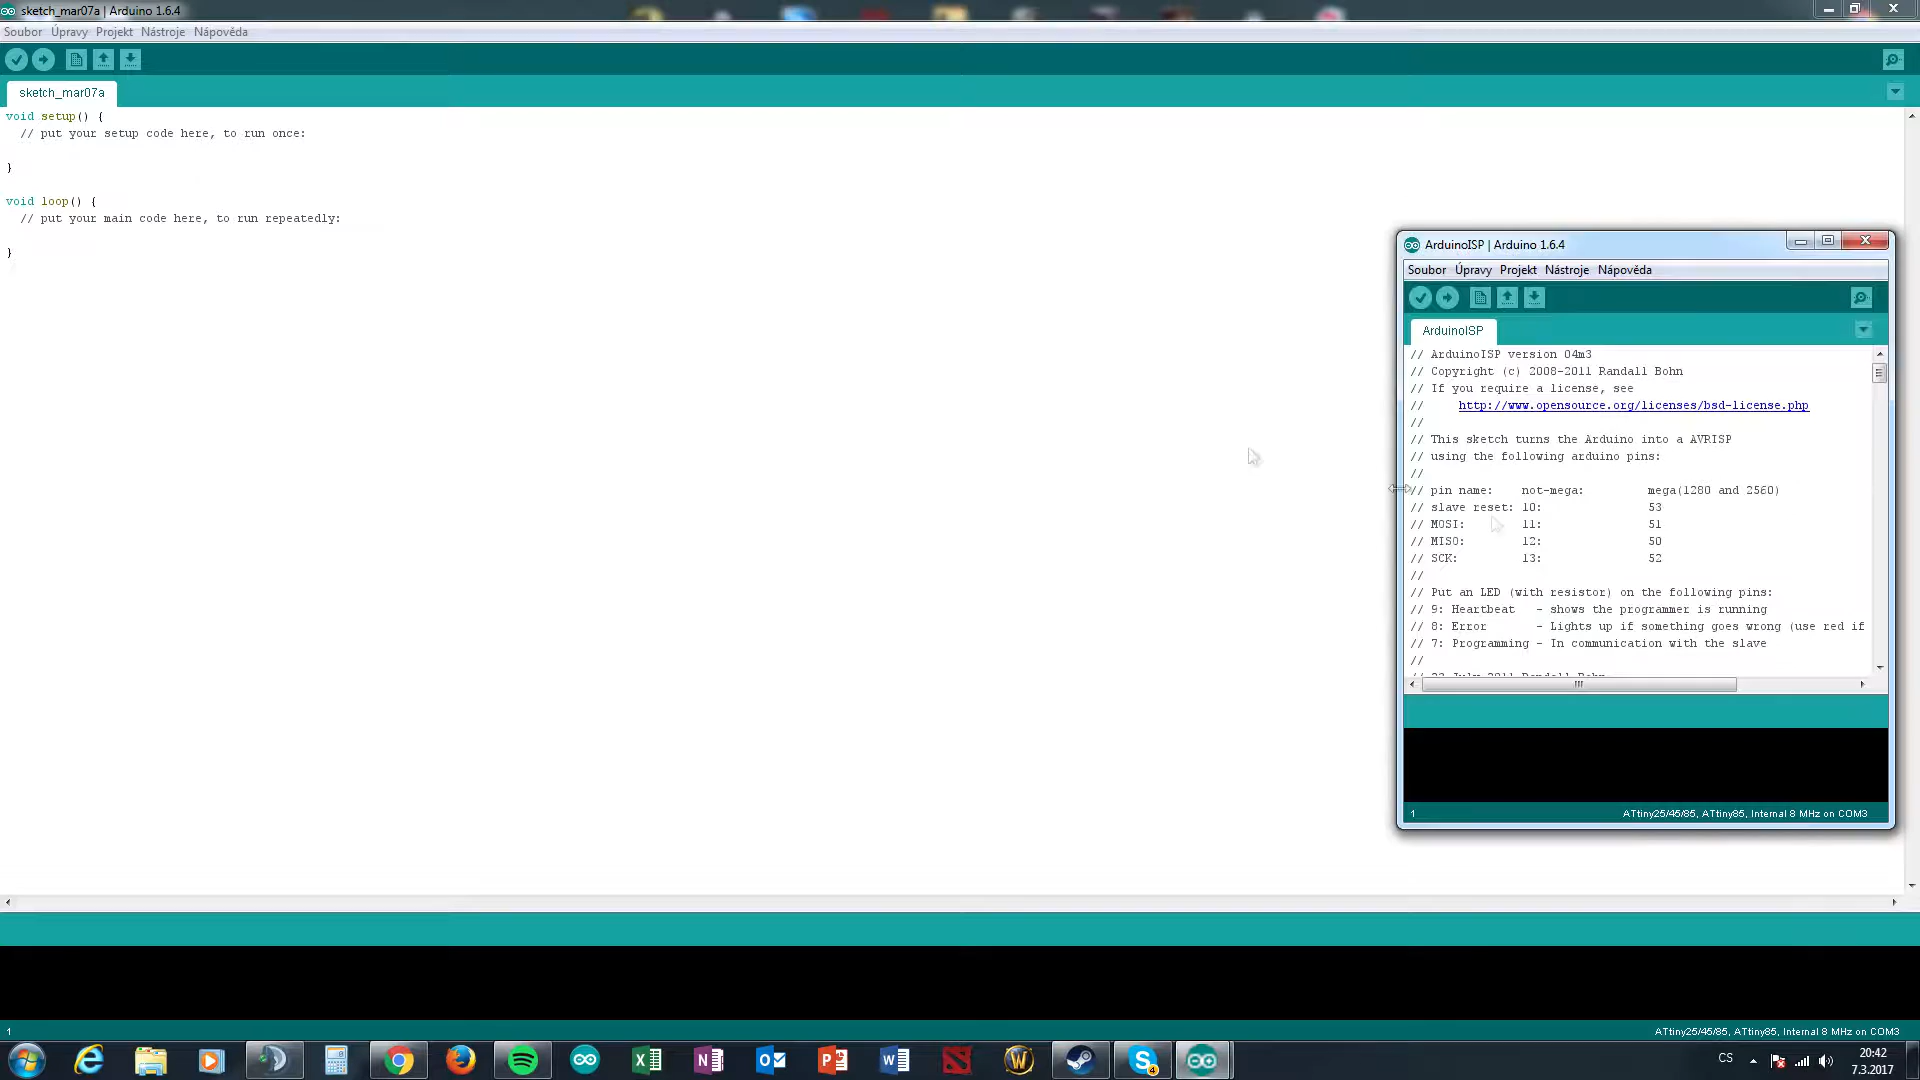 sketch_mar07a | Arduino 1.6.4
Soubor Úpravy Projekt Nástroje Nápověda
sketch_mar07a
void setup() {
// put your setup code here, to run once:
}
void loop() {
// put your main code here, to run repeatedly:
}
ArduinoISP | Arduino 1.6.4
Soubor Úpravy Projekt Nástroje Nápověda
ArduinoISP
// ArduinoISP version 04m3
// Copyright (c) 2008-2011 Randall Bohn
// If you require a license, see
// http://www.opensource.org/licenses/bsd-license.php
//
// This sketch turns the Arduino into a AVRISP
// using the following arduino pins:
//
// pin name: not-mega: mega(1280 and 2560)
// slave reset: 10: 53
// MOSI: 11: 51
// MISO: 12: 50
// SCK: 13: 52
//
// Put an LED (with resistor) on the following pins:
// 9: Heartbeat - shows the programmer is running
// 8: Error - Lights up if something goes wrong (use red if
// 7: Programming - In communication with the slave
//
// 23 July 2011 Randall Bohn
1
ATtiny25/45/85, ATtiny85, Internal 8 MHz on COM3
1
ATtiny25/45/85, ATtiny85, Internal 8 MHz on COM3
4
CS
20:42
7.3.2017